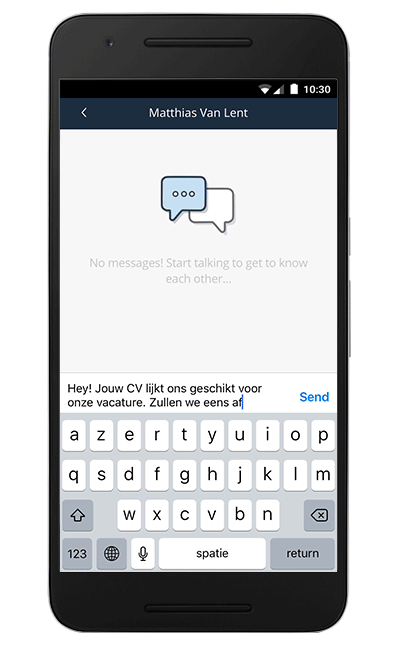 10:30
Matthias Van Lent
No messages! Start talking to get to know
each other...
Hey! Jouw CV lijkt ons geschikt voor
onze vacature. Zullen we eens af
Send
a z e r t y u i o p
q s d f g h j k l m
w x c v b n
123 spatie return